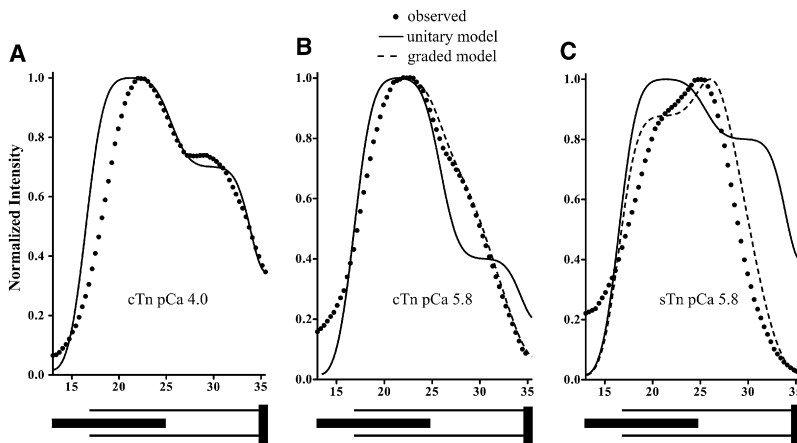 observed
unitary model
graded model
A
B
C
Normalized Intensity
1.0
0.8
0.6
0.4
0.2
0.0
cTn pCa 4.0
15 20 25 30 35
1.0
0.8
0.6
0.4
0.2
0.0
cTn pCa 5.8
15 20 25 30 35
1.0
0.8
0.6
0.4
0.2
0.0
sTn pCa 5.8
15 20 25 30 35